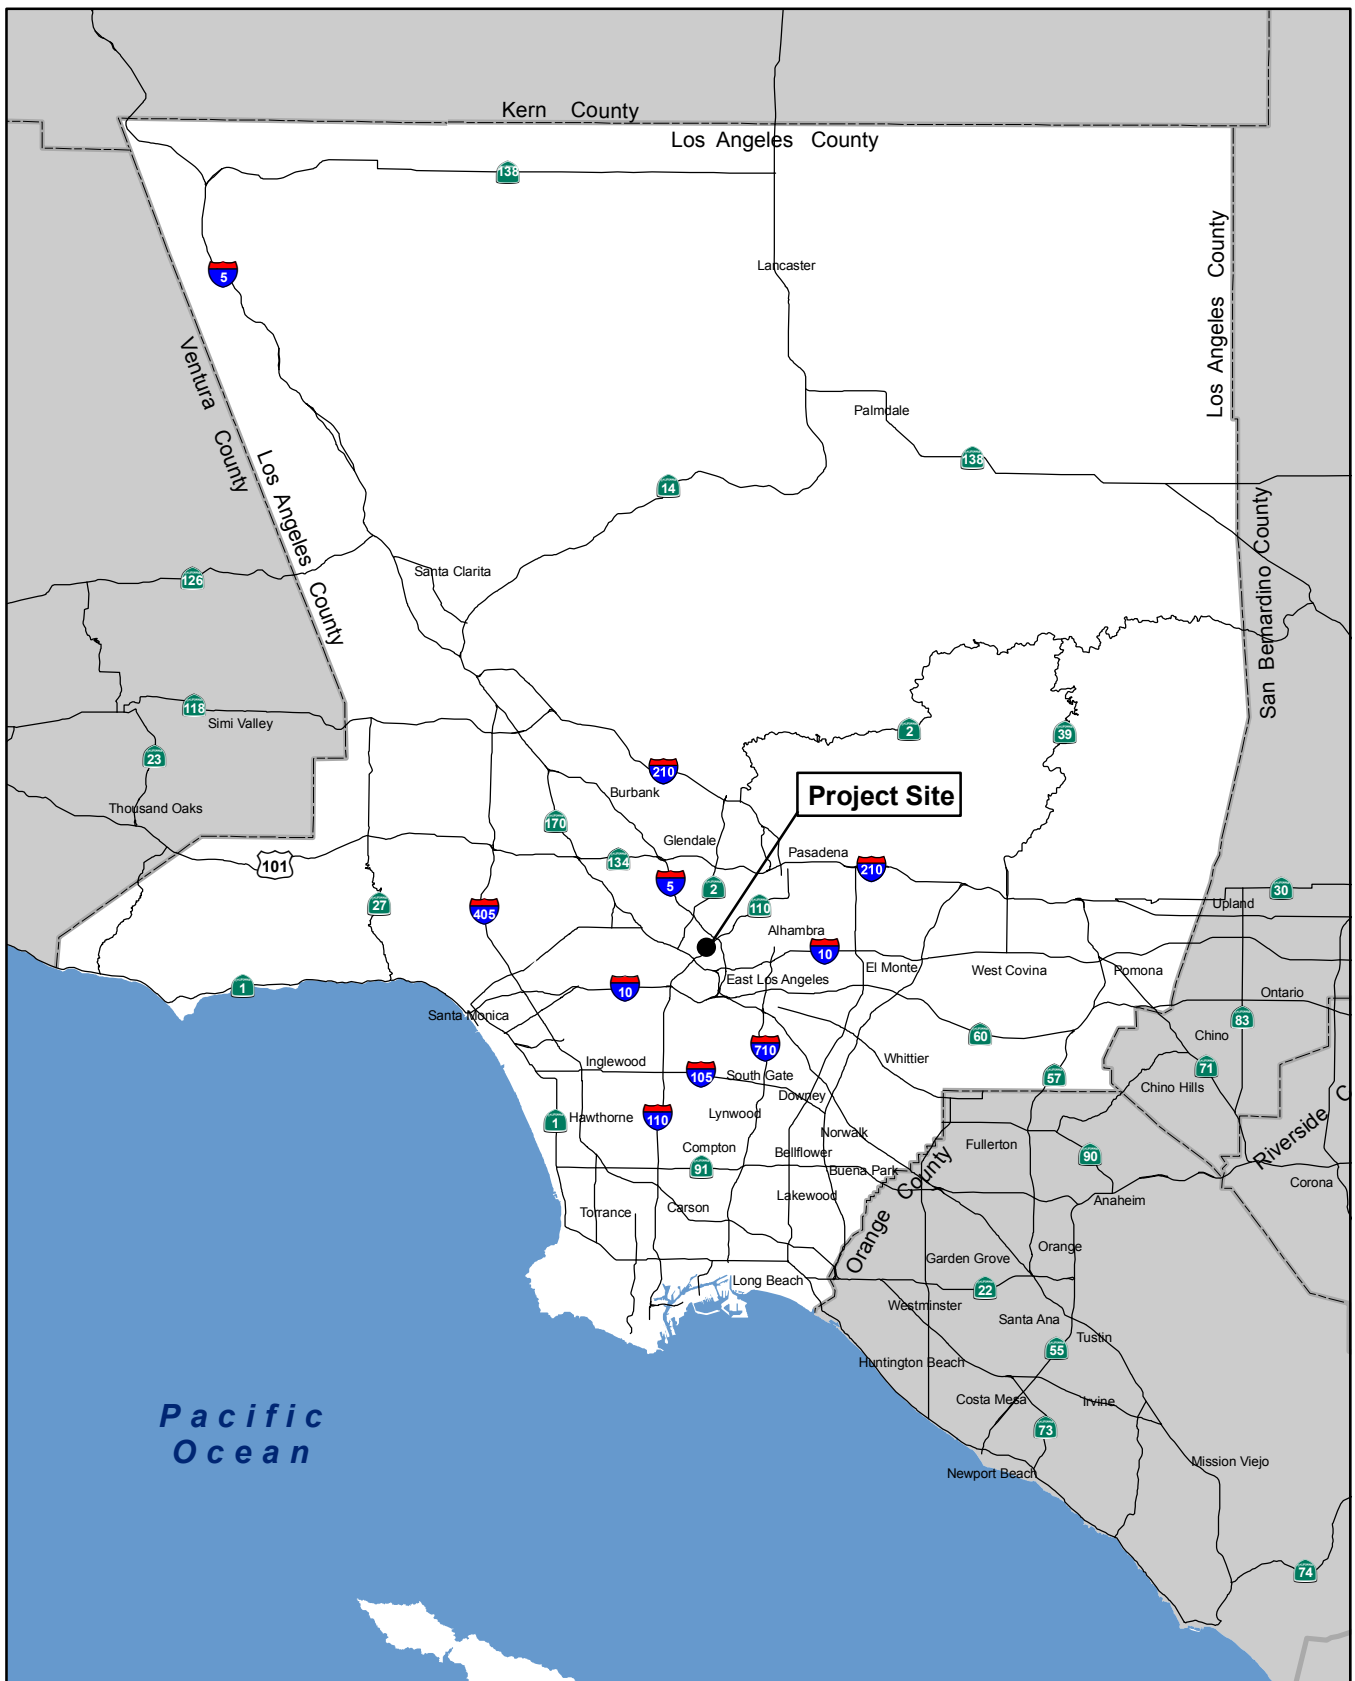 Kern County
Los Angeles County
138
Lancaster
5
Los Angeles County
Ventura County
Los Angeles County
Palmdale
138
14
San Bernardino County
Santa Clarita
126
118
Simi Valley
23
2
39
210
Burbank
Project Site
Thousand Oaks
170
Glendale
134
Pasadena
101
210
5
2
30
27
405
110
Upland
Alhambra
10
El Monte
West Covina
Pomona
East Los Angeles
1
10
Ontario
Santa Monica
83
60
Chino
710
Inglewood
Whittier
71
105
South Gate
57
Chino Hills
Downey
1
Hawthorne
110
Lynwood
Norwalk
Fullerton
Compton
Bellflower
90
91
Buena Park
Riverside C
Corona
Lakewood
Anaheim
Torrance
Carson
Orange County
Orange
Garden Grove
Long Beach
22
Westminster
Santa Ana
Tustin
55
Huntington Beach
Costa Mesa
Irvine
Pacific
Ocean
73
Mission Viejo
Newport Beach
74